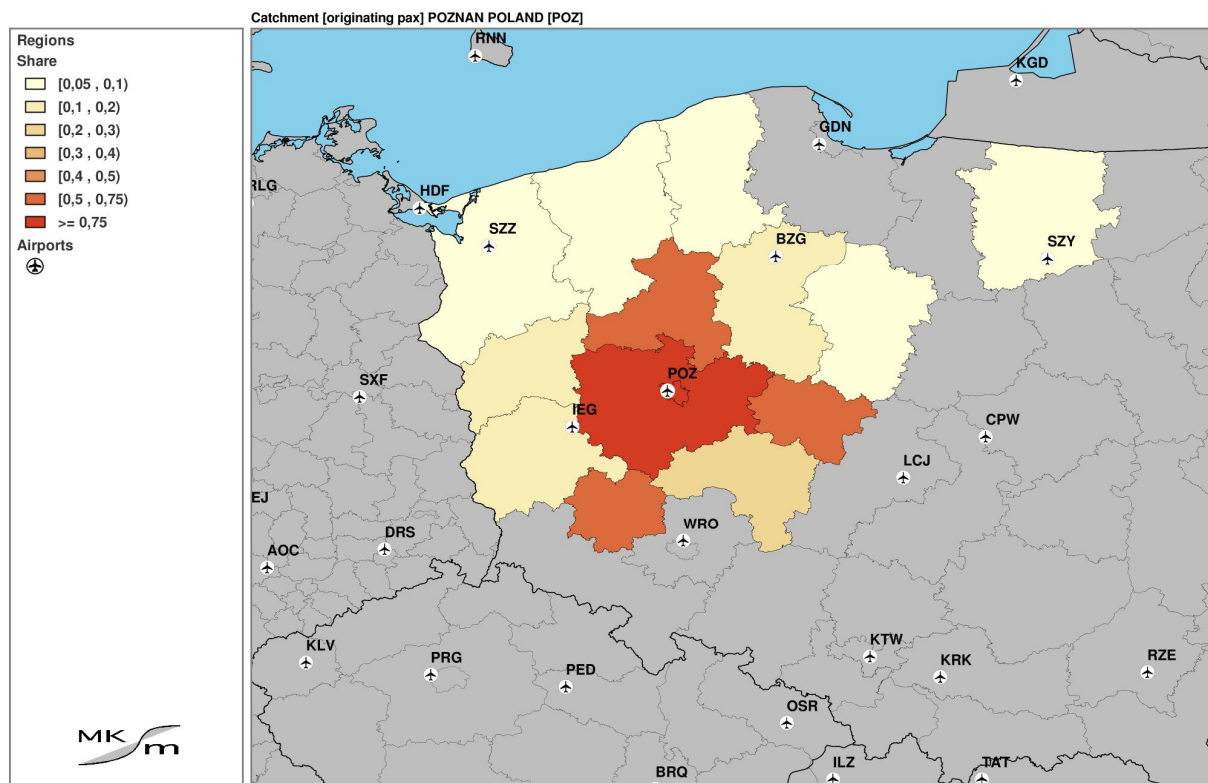 Catchment [originating pax] POZNAN POLAND [POZ]
Regions
Share
[0,05 , 0,1)
[0,1 , 0,2)
[0,2 , 0,3)
[0,3 , 0,4)
[0,4 , 0,5)
[0,5 , 0,75)
>= 0,75
Airports
RNN
KGD
GDN
RLG
HDF
SZZ
BZG
SZY
SXF
POZ
IEG
CPW
LCJ
EJ
DRS
WRO
AOC
KLV
PRG
PED
KTW
KRK
RZE
OSR
BRQ
ILZ
TAT
MK
m